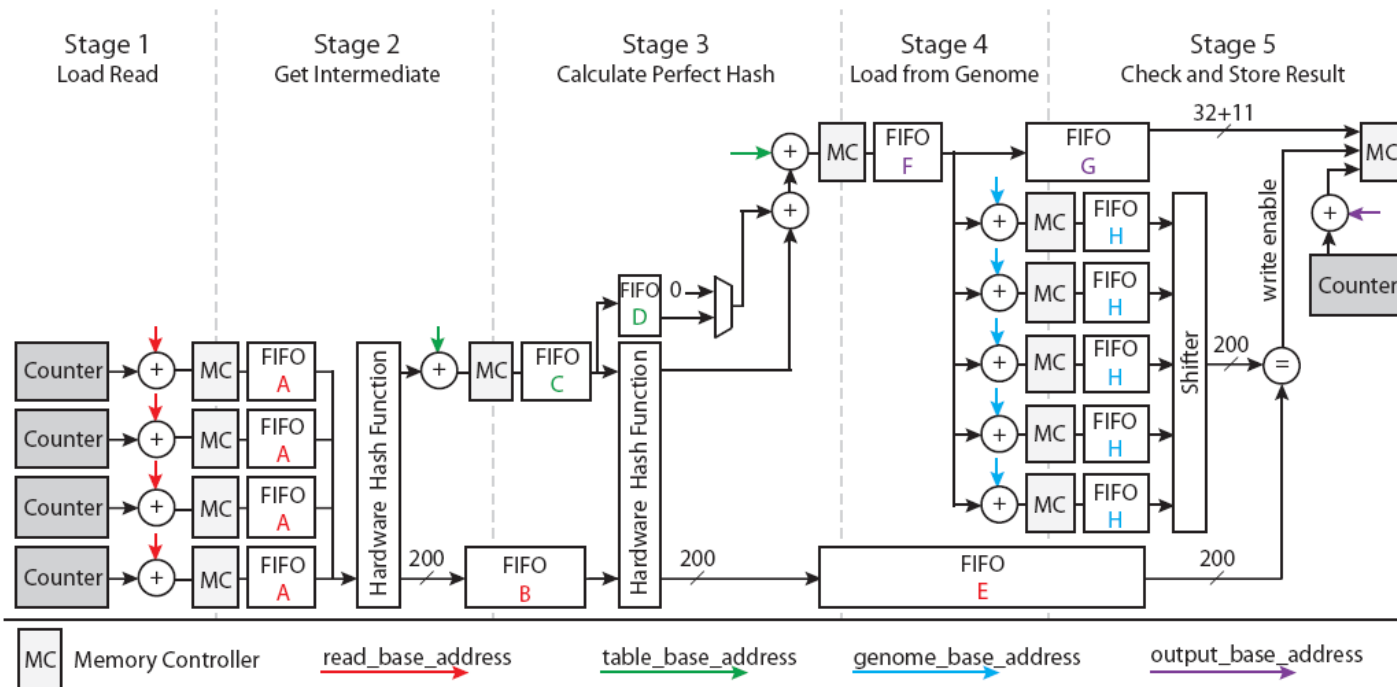 Stage 1
Load Read
Stage 2
Get Intermediate
Stage 3
Calculate Perfect Hash
Stage 4
Load from Genome
Stage 5
Check and Store Result
Counter
+
MC
FIFO
A
Counter
+
MC
FIFO
A
Counter
+
MC
FIFO
A
Counter
+
MC
FIFO
A
Hardware Hash Function
200
+
MC
FIFO
C
FIFO
B
FIFO
D
0
Hardware Hash Function
200
+
+
MC
FIFO
F
FIFO
G
32+11
+
MC
FIFO
H
+
MC
FIFO
H
+
MC
FIFO
H
+
MC
FIFO
H
+
MC
FIFO
H
Shifter
200
=
write enable
FIFO
E
200
MC
+
Counter
MC
Memory Controller
read_base_address
table_base_address
genome_base_address
output_base_address